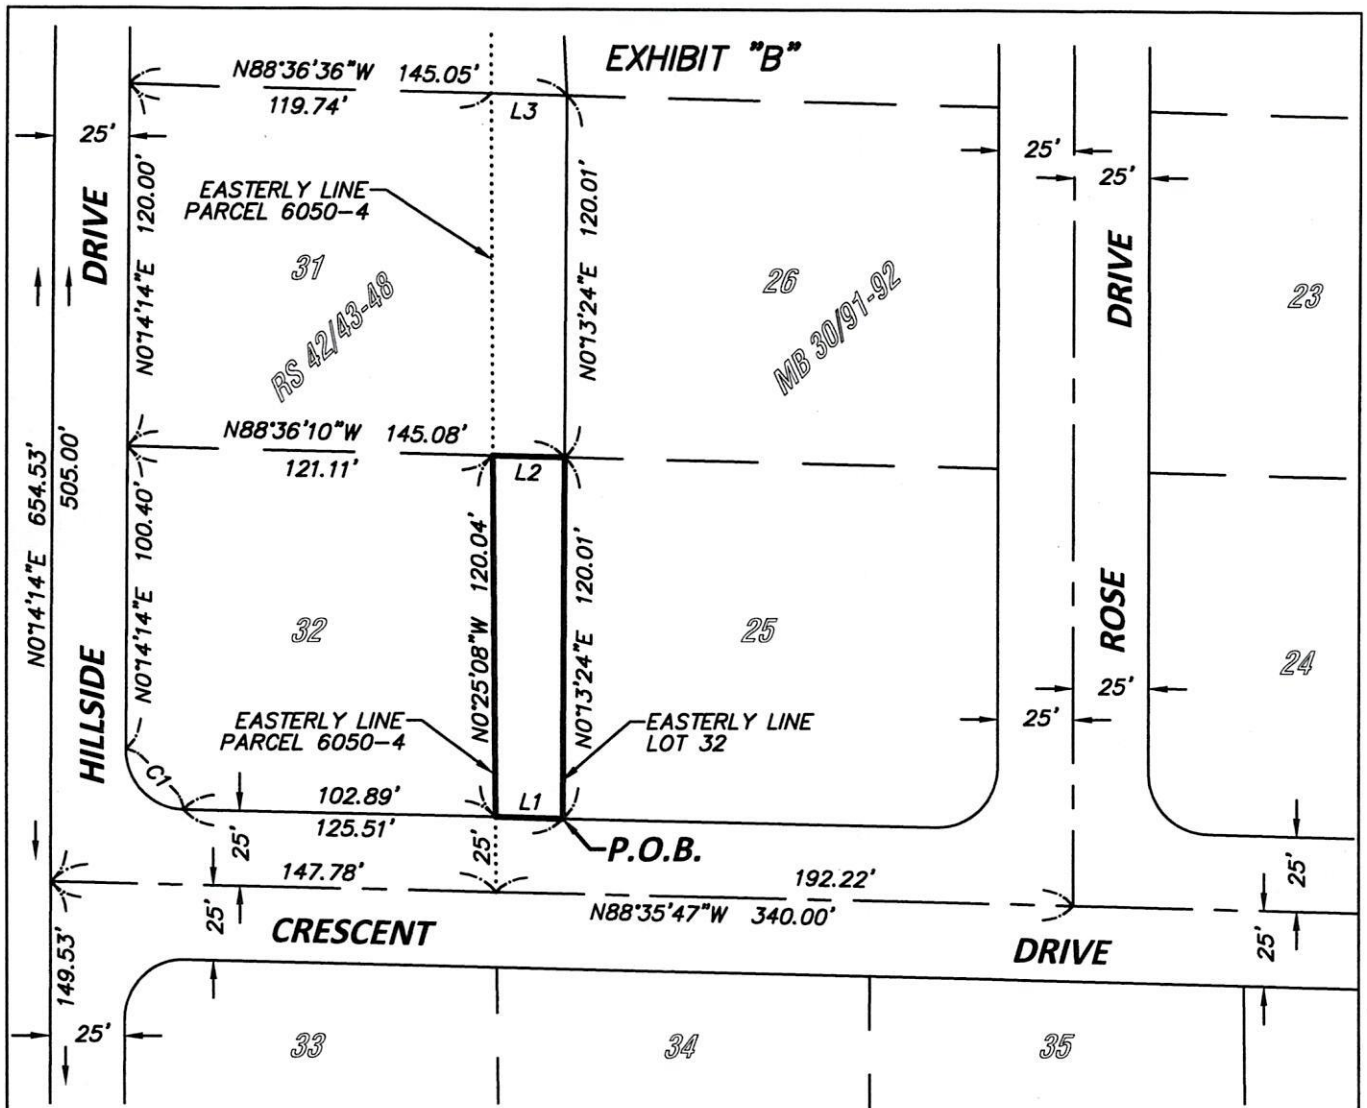 EXHIBIT "B"
N88°36'36"W 145.05'
119.74'
L3
25'
DRIVE
N0°14'14"E 120.00'
EASTERLY LINE
PARCEL 6050-4
31
RS 42/43-48
N0°13'24"E 120.01'
26
MB 30/91-92
25'
25'
DRIVE
23
N88°36'10"W 145.08'
121.11'
L2
N0°14'14"E 654.53'
505.00'
N0°14'14"E 100.40'
32
N0°25'08"W 120.04'
N0°13'24"E 120.01'
25
ROSE
24
HILLSIDE
EASTERLY LINE
PARCEL 6050-4
EASTERLY LINE
LOT 32
25'
25'
C1
102.89'
L1
125.51'
25'
25'
P.O.B.
147.78'
192.22'
25'
25'
N88°35'47"W 340.00'
CRESCENT
DRIVE
25'
149.53'
25'
33
34
35